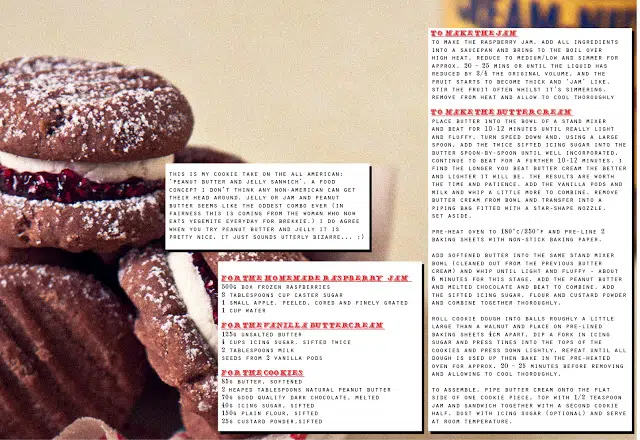 THIS IS MY COOKIE TAKE ON THE ALL AMERICAN:
'PEANUT BUTTER AND JELLY SANWICH'. A FOOD
CONCEPT I DON'T THINK ANY NON-AMERICAN CAN GET
THEIR HEAD AROUND. JELLY OR JAM AND PEANUT
BUTTER SEEMS LIKE THE ODDEST COMBO EVER (IN
FAIRNESS THIS IS COMING FROM THE WOMAN WHO NOW
EATS VEGEMITE EVERYDAY FOR BREKKIE.) I DO AGREE
WHEN YOU TRY PEANUT BUTTER AND JELLY IT IS
PRETTY NICE. IT JUST SOUNDS UTTERLY BIZARRE... ;)
FOR THE HOMEMADE RASPBERRY JAM
500G BOX FROZEN RASPBERRIES
2 TABLESPOONS CUP CASTER SUGAR
1 SMALL APPLE, PEELED, CORED AND FINELY GRATED
1 CUP WATER
FOR THE VANILLA BUTTERCREAM
125G UNSALTED BUTTER
4 CUPS ICING SUGAR, SIFTED TWICE
2 TABLESPOONS MILK
SEEDS FROM 2 VANILLA PODS
FOR THE COOKIES
85G BUTTER, SOFTENED
2 HEAPED TABLESPOONS NATURAL PEANUT BUTTER
70G GOOD QUALITY DARK CHOCOLATE, MELTED
40G ICING SUGAR, SIFTED
150G PLAIN FLOUR, SIFTED
25G CUSTARD POWDER,SIFTED
TO MAKE THE JAM
TO MAKE THE RASPBERRY JAM, ADD ALL INGREDIENTS
INTO A SAUCEPAN AND BRING TO THE BOIL OVER
HIGH HEAT, REDUCE TO MEDIUM/LOW AND SIMMER FOR
APPROX. 20 - 25 MINS OR UNTIL THE LIQUID HAS
REDUCED BY 3/4 THE ORIGINAL VOLUME, AND THE
FRUIT STARTS TO BECOME THICK AND 'JAM' LIKE.
STIR THE FRUIT OFTEN WHILST IT'S SIMMERING.
REMOVE FROM HEAT AND ALLOW TO COOL THOROUGHLY
TO MAKE THE BUTTERCREAM
PLACE BUTTER INTO THE BOWL OF A STAND MIXER
AND BEAT FOR 10-12 MINUTES UNTIL REALLY LIGHT
AND FLUFFY. TURN SPEED DOWN AND, USING A LARGE
SPOON, ADD THE TWICE SIFTED ICING SUGAR INTO THE
BUTTER SPOON-BY-SPOON UNTIL WELL INCORPORATED.
CONTINUE TO BEAT FOR A FURTHER 10-12 MINUTES. I
FIND THE LONGER YOU BEAT BUTTER CREAM THE BETTER
AND LIGHTER IT WILL BE. THE RESULTS ARE WORTH
THE TIME AND PATIENCE. ADD THE VANILLA PODS AND
MILK AND WHIP A LITTLE MORE TO COMBINE. REMOVE
BUTTER CREAM FROM BOWL AND TRANSFER INTO A
PIPING BAG FITTED WITH A STAR-SHAPE NOZZLE.
SET ASIDE.
PRE-HEAT OVEN TO 180°C/350°F AND PRE-LINE 2
BAKING SHEETS WITH NON-STICK BAKING PAPER.
ADD SOFTENED BUTTER INTO THE SAME STAND MIXER
BOWL (CLEANED OUT FROM THE PREVIOUS BUTTER
CREAM) AND WHIP UNTIL LIGHT AND FLUFFY - ABOUT
6 MINUTES FOR THIS STAGE. ADD THE PEANUT BUTTER
AND MELTED CHOCOLATE AND BEAT TO COMBINE. ADD
THE SIFTED ICING SUGAR, FLOUR AND CUSTARD POWDER
AND COMBINE TOGETHER THOROUGHLY.
ROLL COOKIE DOUGH INTO BALLS ROUGHLY A LITTLE
LARGE THAN A WALNUT AND PLACE ON PRE-LINED
BAKING SHEETS 4CM APART. DIP A FORK IN ICING
SUGAR AND PRESS TINES INTO THE TOPS OF THE
COOKIES AND PRESS DOWN LIGHTLY. REPEAT UNTIL ALL
DOUGH IS USED UP THEN BAKE IN THE PRE-HEATED
OVEN FOR APPROX. 20 - 25 MINUTES BEFORE REMOVING
AND ALLOWING TO COOL THOROUGHLY.
TO ASSEMBLE, PIPE BUTTER CREAM ONTO THE FLAT
SIDE OF ONE COOKIE PIECE, TOP WITH 1/2 TEASPOON
JAM AND SANDWICH TOGETHER WITH A SECOND COOKIE
HALF. DUST WITH ICING SUGAR (OPTIONAL) AND SERVE
AT ROOM TEMPERATURE.